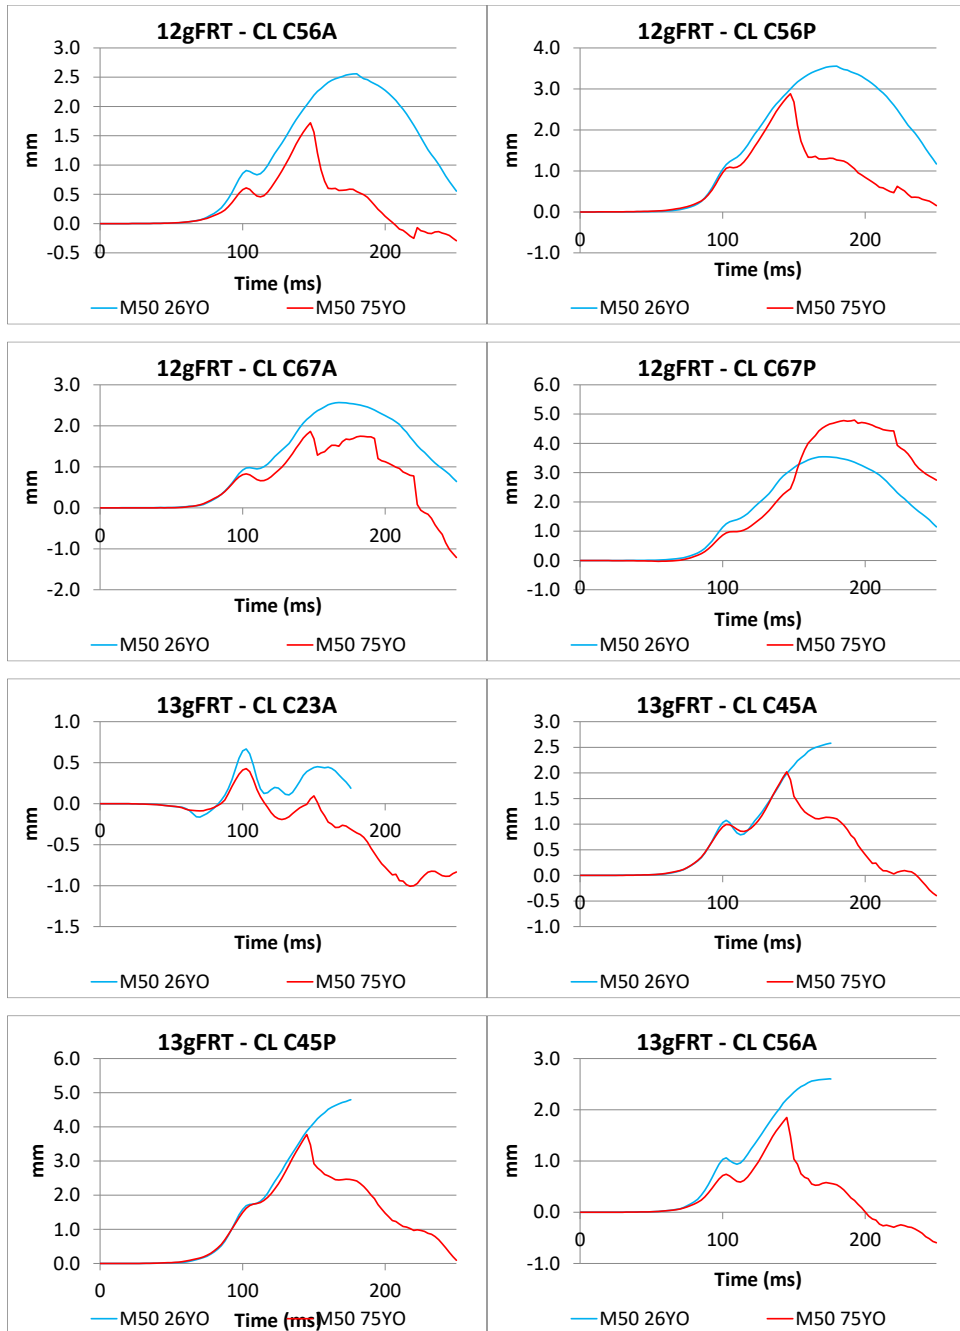 12gFRT - CL C56A
3.0
2.5
2.0
1.5
1.0
0.5
0.0
-0.5
mm
0 100 200
Time (ms)
M50 26YO M50 75YO
12gFRT - CL C56P
4.0
3.0
2.0
1.0
0.0
-1.0
mm
0 100 200
Time (ms)
M50 26YO M50 75YO
12gFRT - CL C67A
3.0
2.0
1.0
0.0
-1.0
-2.0
mm
0 100 200
Time (ms)
M50 26YO M50 75YO
12gFRT - CL C67P
6.0
5.0
4.0
3.0
2.0
1.0
0.0
-1.0
mm
0 100 200
Time (ms)
M50 26YO M50 75YO
13gFRT - CL C23A
1.0
0.5
0.0
-0.5
-1.0
-1.5
mm
0 100 200
Time (ms)
M50 26YO M50 75YO
13gFRT - CL C45A
3.0
2.5
2.0
1.5
1.0
0.5
0.0
-0.5
-1.0
mm
0 100 200
Time (ms)
M50 26YO M50 75YO
13gFRT - CL C45P
6.0
5.0
4.0
3.0
2.0
1.0
0.0
mm
0 100 200
Time (ms)
M50 26YO M50 75YO
13gFRT - CL C56A
3.0
2.0
1.0
0.0
-1.0
mm
0 100 200
Time (ms)
M50 26YO M50 75YO